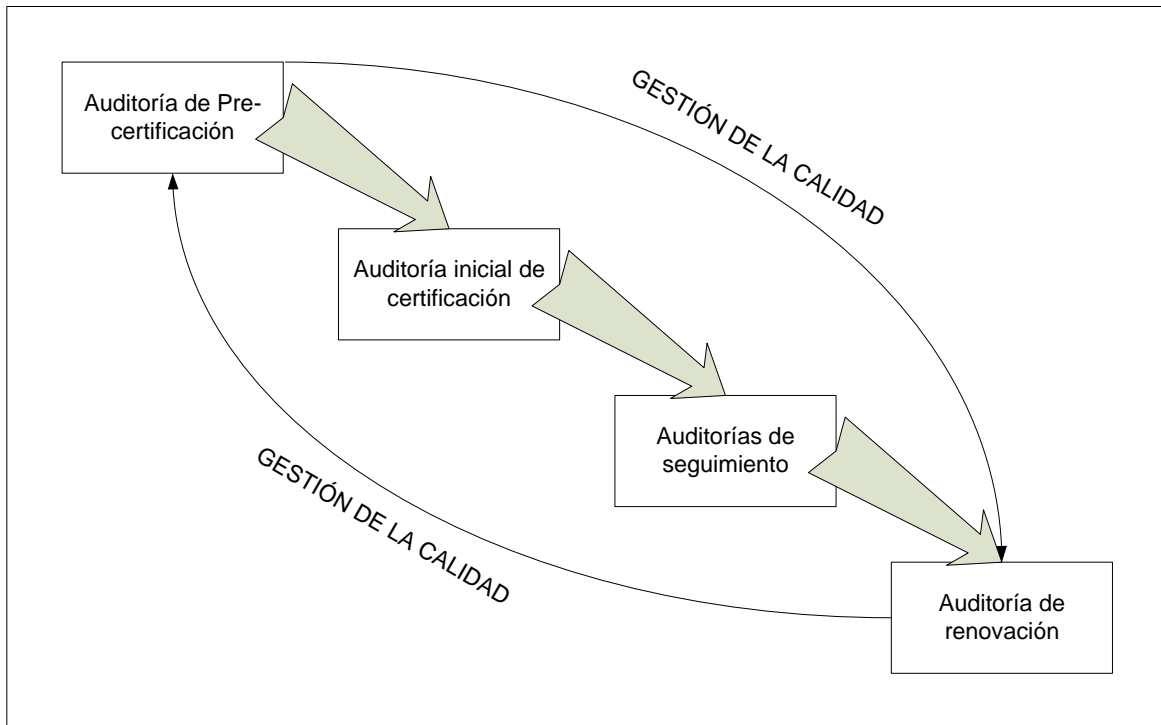 Auditoría de Pre-
certificación
GESTIÓN DE LA CALIDAD
Auditoría inicial de
certificación
Auditorías de
seguimiento
GESTIÓN DE LA CALIDAD
Auditoría de
renovación